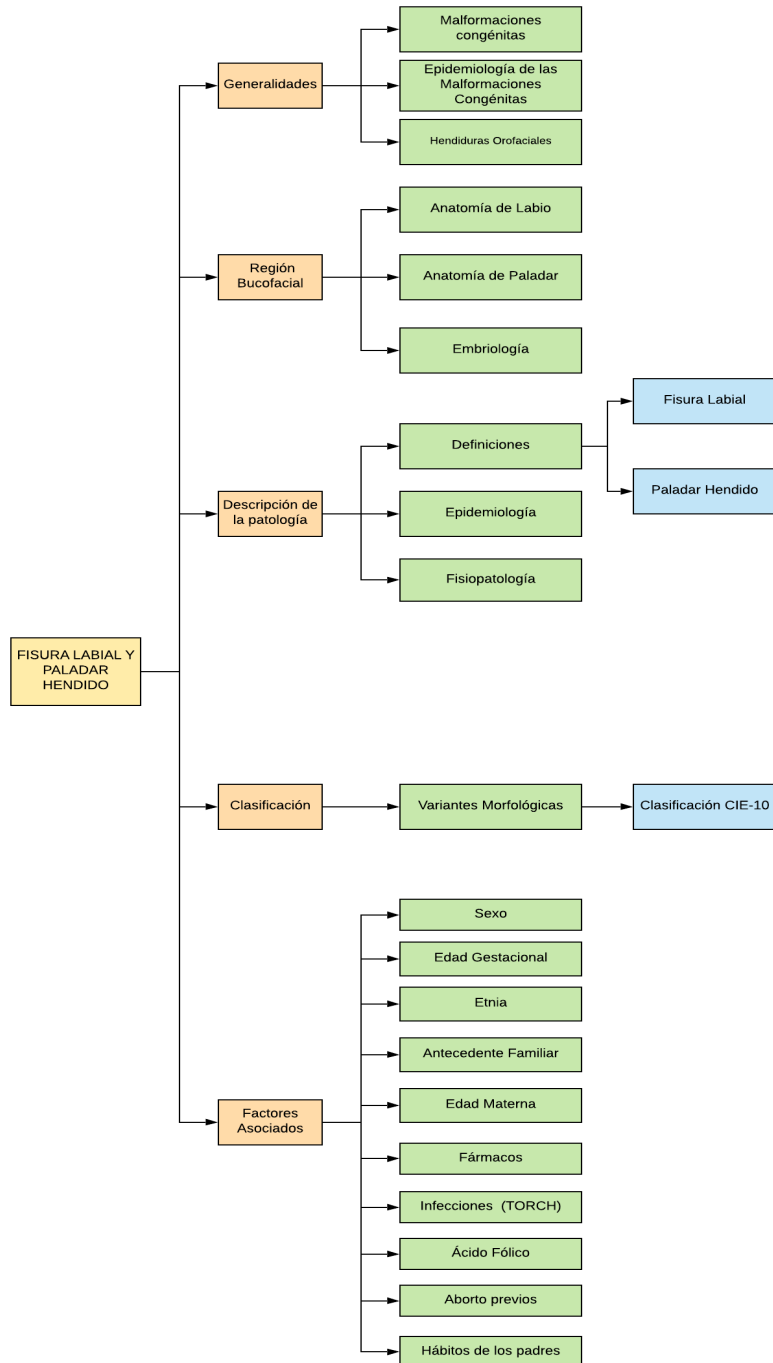 Malformaciones
congénitas
Generalidades
Epidemiología de las
Malformaciones
Congénitas
Hendiduras Orofaciales
Anatomía de Labio
Región
Bucofacial
Anatomía de Paladar
Embriología
Fisura Labial
Definiciones
Paladar Hendido
Descripción de
la patología
Epidemiología
Fisiopatología
FISURA LABIAL Y
PALADAR
HENDIDO
Clasificación
Variantes Morfológicas
Clasificación CIE-10
Sexo
Edad Gestacional
Etnia
Antecedente Familiar
Factores
Asociados
Edad Materna
Fármacos
Infecciones (TORCH)
Ácido Fólico
Aborto previos
Hábitos de los padres